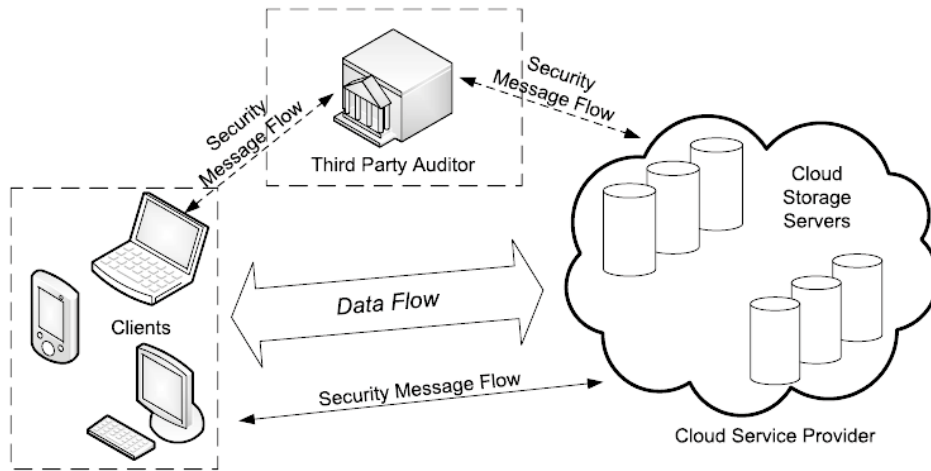 Security
Message Flow
Security
Message Flow
Third Party Auditor
Cloud
Storage
Servers
Data Flow
Clients
Security Message Flow
Cloud Service Provider